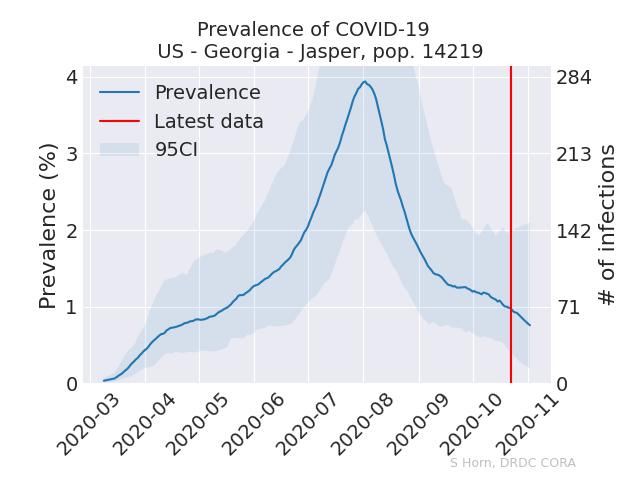 Prevalence of COVID-19
US - Georgia - Jasper, pop. 14219
Prevalence
Latest data
95CI
Prevalence (%)
4
3
2
1
0
284
213
142
71
0
# of infections
2020-03
2020-04
2020-05
2020-06
2020-07
2020-08
2020-09
2020-10
2020-11
S Horn, DRDC CORA